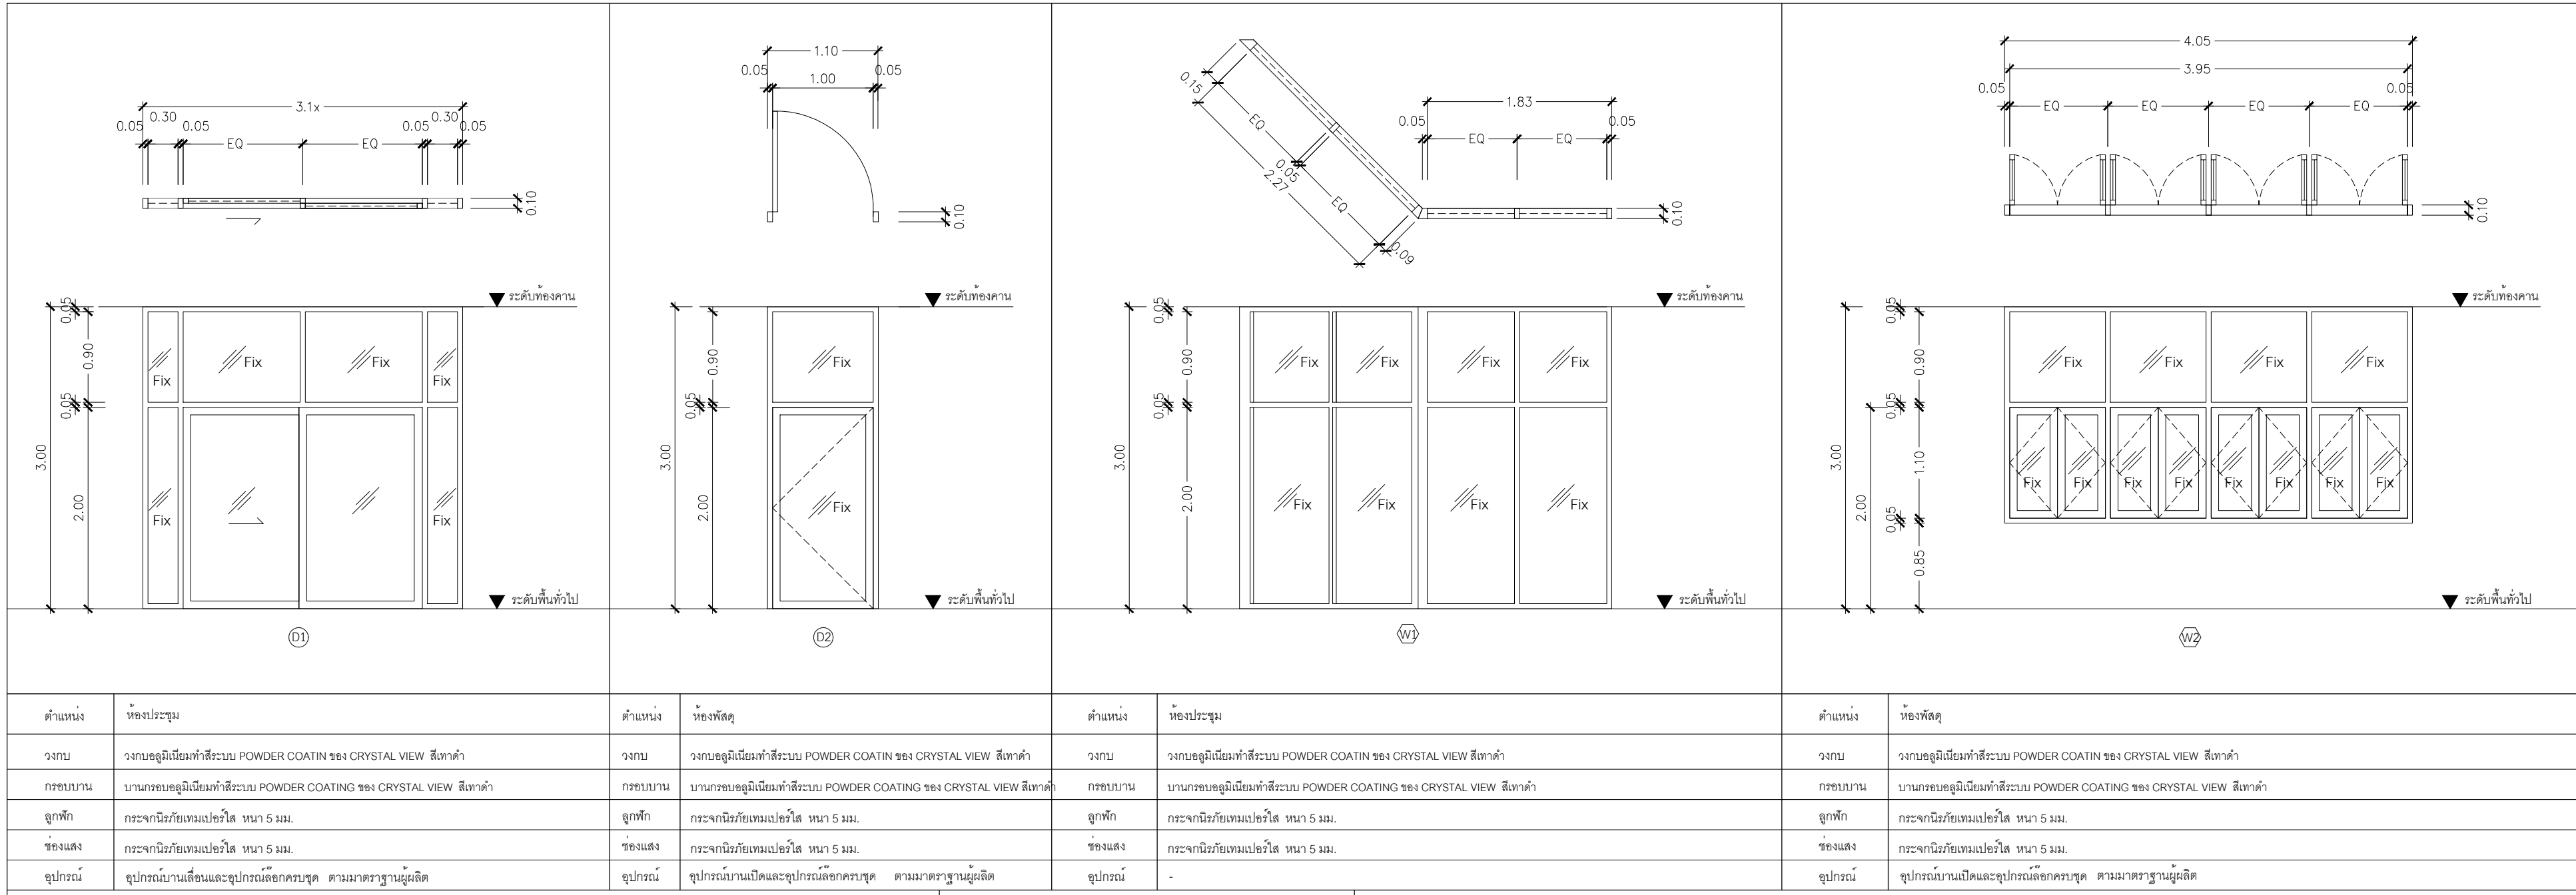 3.1x
0.05 0.30 0.05 EQ EQ 0.05 0.30 0.05
0.10
ระดับท้องคาน
0.05
0.90
0.05
3.00
2.00
Fix Fix Fix Fix
Fix Fix
ระดับพื้นทั่วไป
D1
1.10
0.05 1.00 0.05
0.10
ระดับท้องคาน
0.90
0.05
3.00
2.00
Fix
Fix
ระดับพื้นทั่วไป
D2
0.15
EQ
0.05
2.27
EQ
0.09
1.83
0.05 EQ EQ 0.05
0.10
ระดับท้องคาน
0.05
0.90
0.05
3.00
2.00
Fix Fix Fix Fix
Fix Fix Fix Fix
ระดับพื้นทั่วไป
W1
4.05
3.95
0.05 EQ EQ EQ EQ 0.05
0.10
ระดับท้องคาน
0.05
0.90
0.05
3.00
2.00
1.10
0.05
0.85
Fix Fix Fix Fix
Fix Fix Fix Fix Fix Fix Fix Fix
ระดับพื้นทั่วไป
W2
ตำแหน่ง ห้องประชุม
วงกบ วงกบอลูมิเนียมทำสีระบบ POWDER COATIN ของ CRYSTAL VIEW สีเทาดำ
กรอบบาน บานกรอบอลูมิเนียมทำสีระบบ POWDER COATING ของ CRYSTAL VIEW สีเทาดำ
ลูกฟัก กระจกนิรภัยเทมเปอร์ใส หนา 5 มม.
ช่องแสง กระจกนิรภัยเทมเปอร์ใส หนา 5 มม.
อุปกรณ์ อุปกรณ์บานเลื่อนและอุปกรณ์ล๊อกครบชุด ตามมาตราฐานผู้ผลิต
ตำแหน่ง ห้องพัสดุ
วงกบ วงกบอลูมิเนียมทำสีระบบ POWDER COATIN ของ CRYSTAL VIEW สีเทาดำ
กรอบบาน บานกรอบอลูมิเนียมทำสีระบบ POWDER COATING ของ CRYSTAL VIEW สีเทาดำ
ลูกฟัก กระจกนิรภัยเทมเปอร์ใส หนา 5 มม.
ช่องแสง กระจกนิรภัยเทมเปอร์ใส หนา 5 มม.
อุปกรณ์ อุปกรณ์บานเปิดและอุปกรณ์ล๊อกครบชุด ตามมาตราฐานผู้ผลิต
ตำแหน่ง ห้องประชุม
วงกบ วงกบอลูมิเนียมทำสีระบบ POWDER COATIN ของ CRYSTAL VIEW สีเทาดำ
กรอบบาน บานกรอบอลูมิเนียมทำสีระบบ POWDER COATING ของ CRYSTAL VIEW สีเทาดำ
ลูกฟัก กระจกนิรภัยเทมเปอร์ใส หนา 5 มม.
ช่องแสง กระจกนิรภัยเทมเปอร์ใส หนา 5 มม.
อุปกรณ์ -
ตำแหน่ง ห้องพัสดุ
วงกบ วงกบอลูมิเนียมทำสีระบบ POWDER COATIN ของ CRYSTAL VIEW สีเทาดำ
กรอบบาน บานกรอบอลูมิเนียมทำสีระบบ POWDER COATING ของ CRYSTAL VIEW สีเทาดำ
ลูกฟัก กระจกนิรภัยเทมเปอร์ใส หนา 5 มม.
ช่องแสง กระจกนิรภัยเทมเปอร์ใส หนา 5 มม.
อุปกรณ์ อุปกรณ์บานเปิดและอุปกรณ์ล๊อกครบชุด ตามมาตราฐานผู้ผลิต